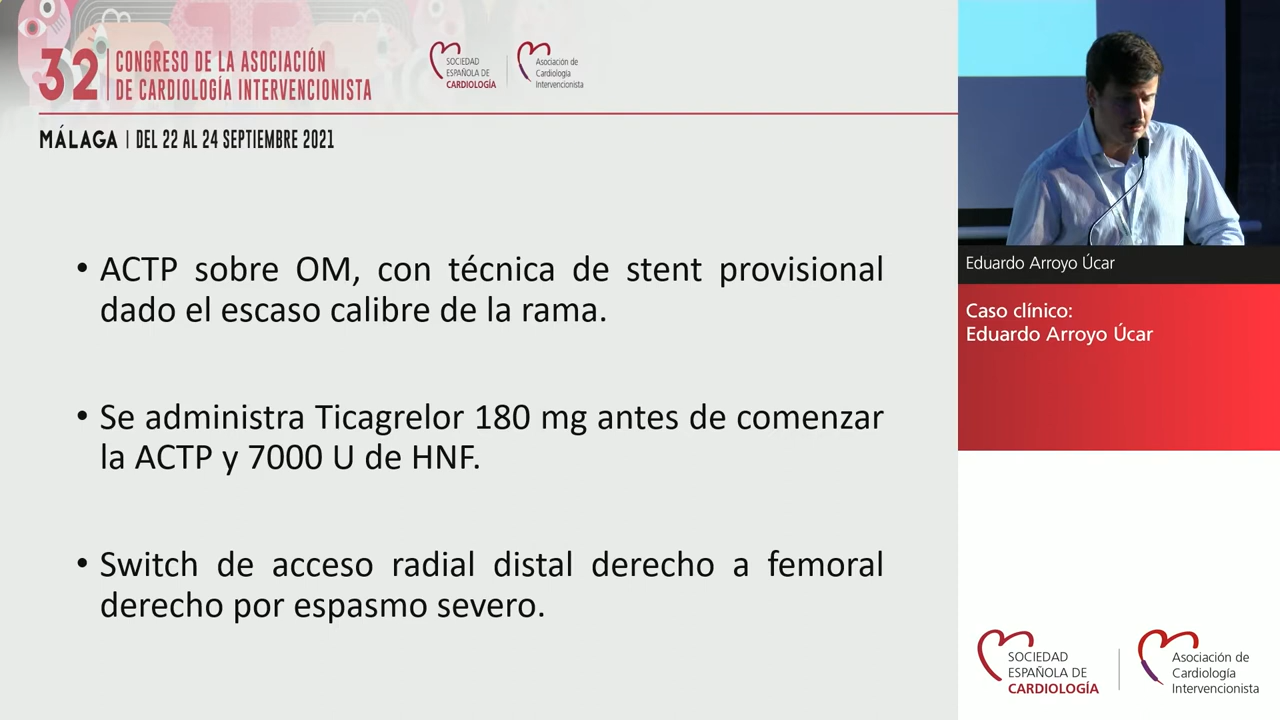 32
CONGRESO DE LA ASOCIACIÓN
DE CARDIOLOGÍA INTERVENCIONISTA
SOCIEDAD
ESPAÑOLA DE
CARDIOLOGÍA
Asociación de
Cardiología
Intervencionista
MÁLAGA | DEL 22 AL 24 SEPTIEMBRE 2021
• ACTP sobre OM, con técnica de stent provisional
dado el escaso calibre de la rama.
• Se administra Ticagrelor 180 mg antes de comenzar
la ACTP y 7000 U de HNF.
• Switch de acceso radial distal derecho a femoral
derecho por espasmo severo.
Eduardo Arroyo Úcar
Caso clínico:
Eduardo Arroyo Úcar
SOCIEDAD
ESPAÑOLA DE
CARDIOLOGÍA
Asociación de
Cardiología
Intervencionista